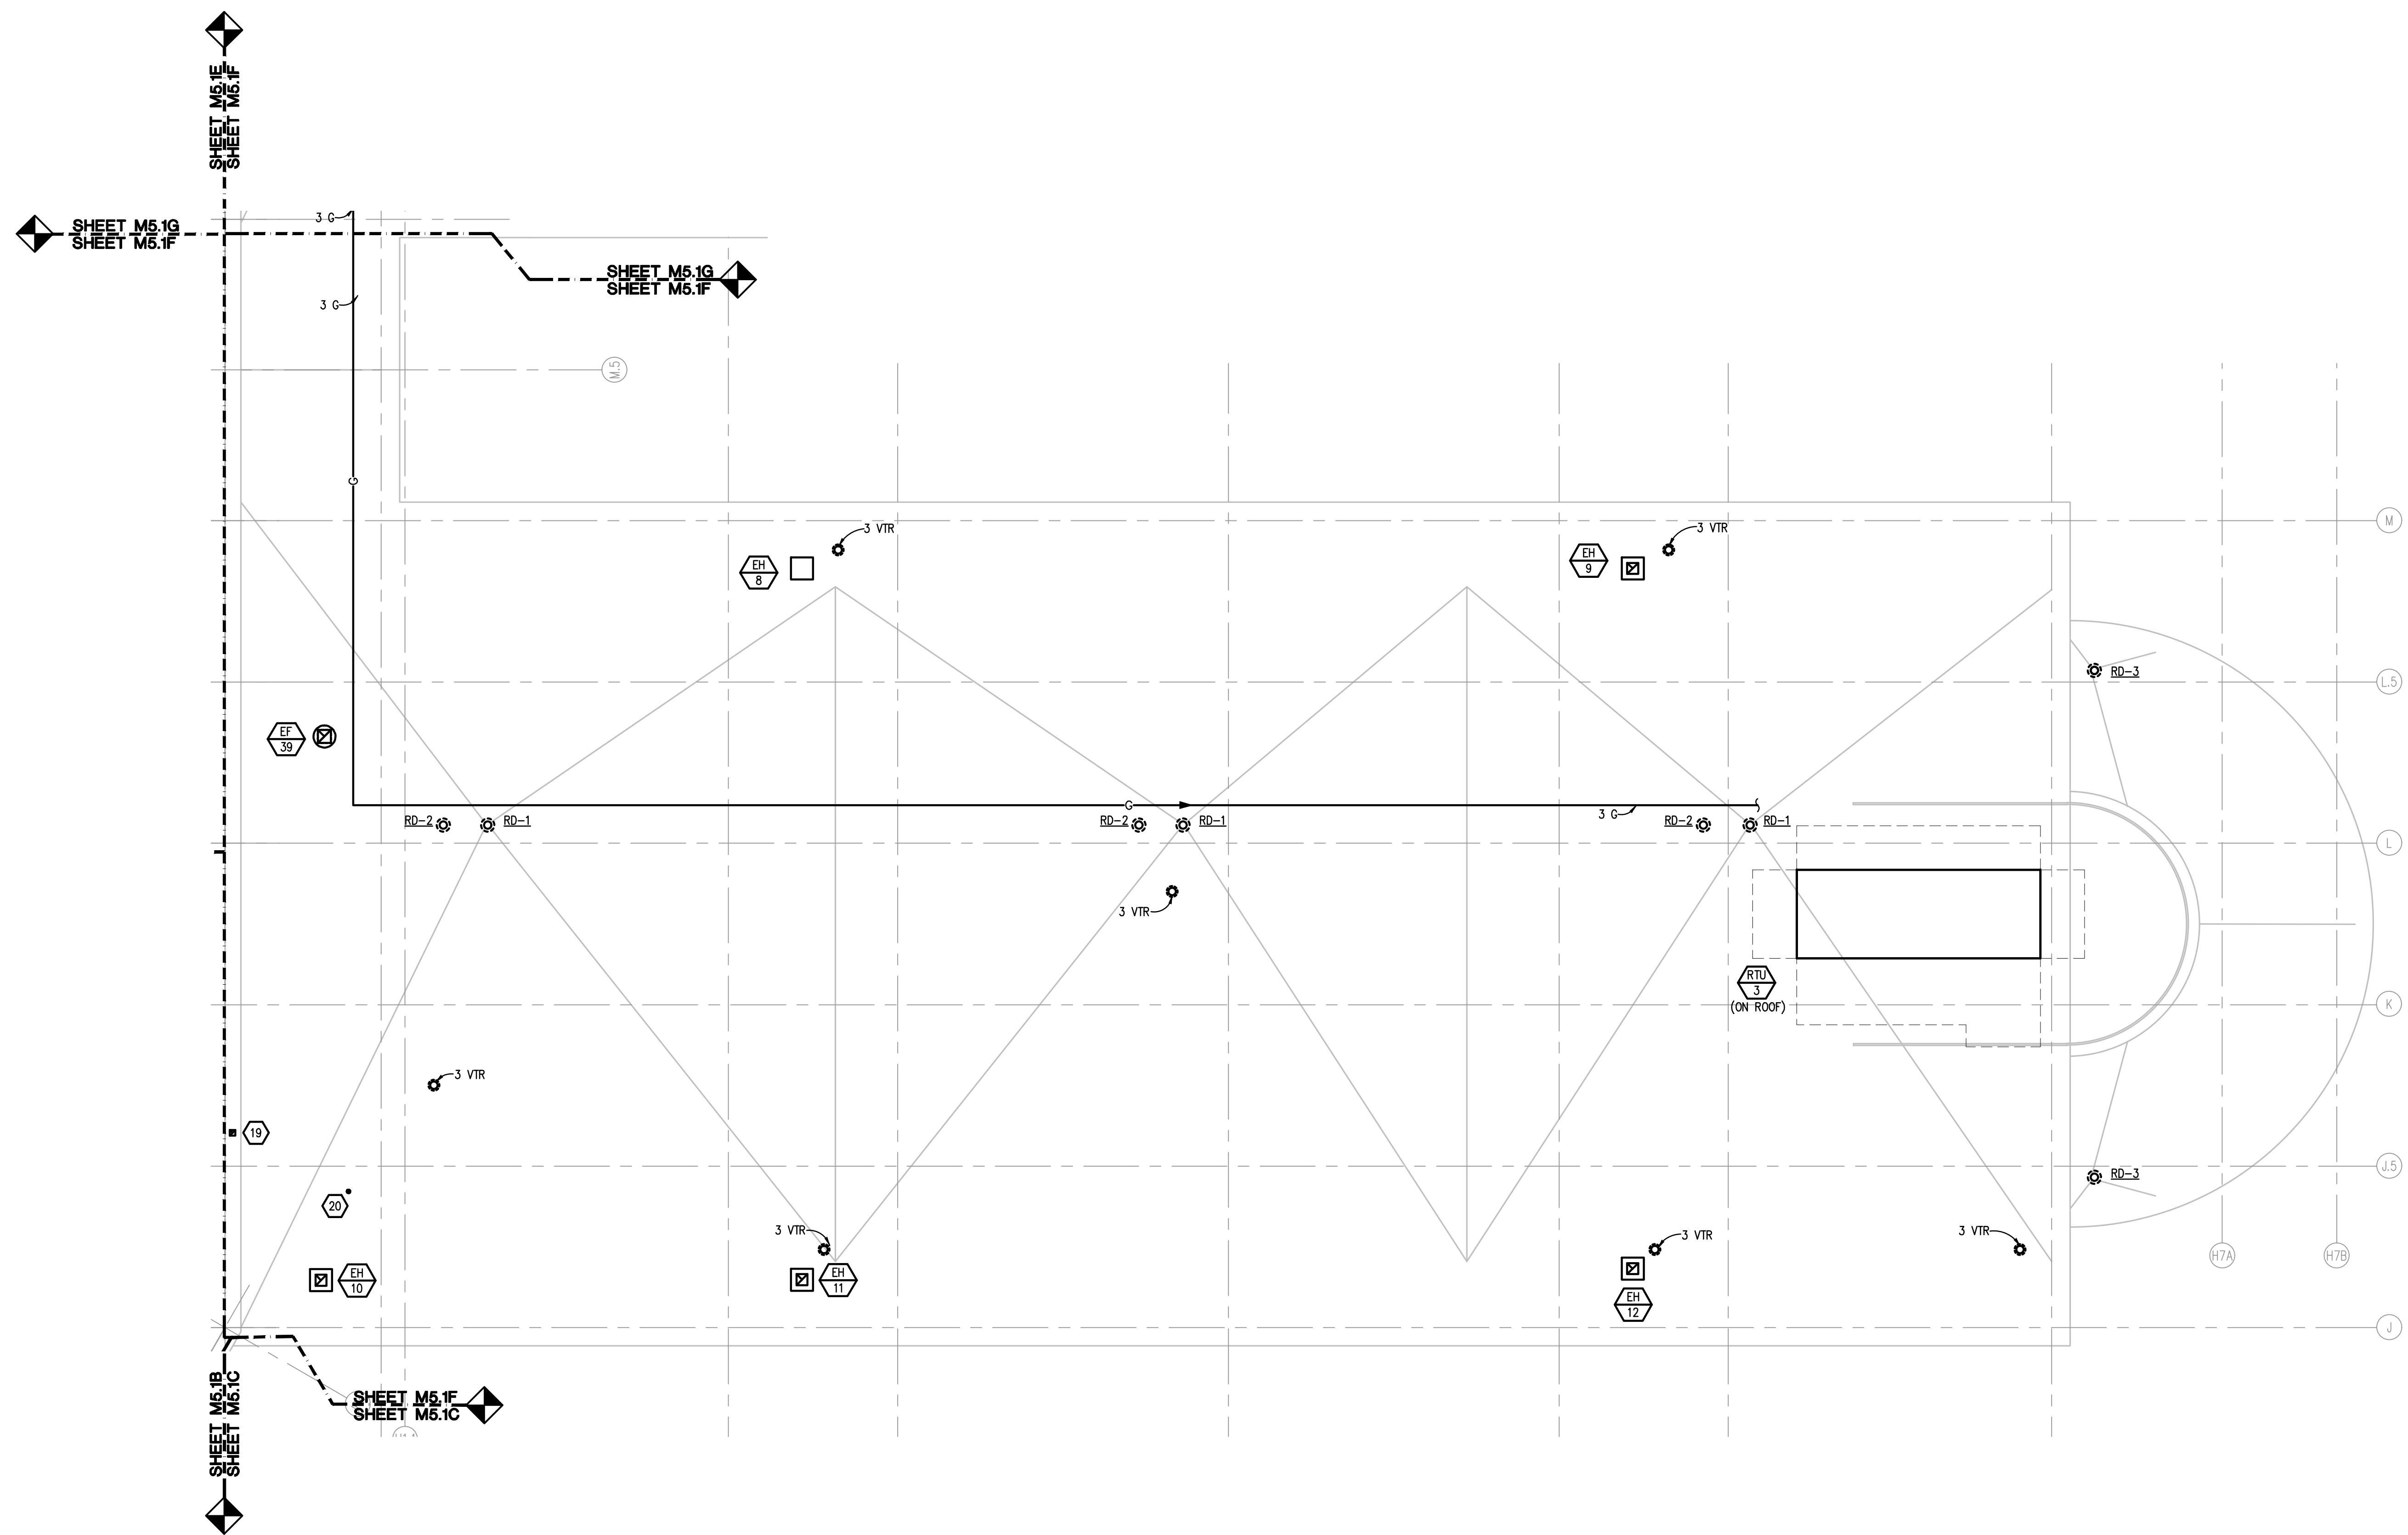 SHEET M5.1E
SHEET M5.1F
SHEET M5.1G
SHEET M5.1F
3 G
SHEET M5.1G
SHEET M5.1F
3 G
M.5
G
M
3 VTR
3 VTR
EH
8
EH
9
RD-3
L.5
EF
39
G
3 G
RD-2
RD-1
RD-2
RD-1
RD-2
RD-1
L
3 VTR
RTU
3
(ON ROOF)
K
3 VTR
19
J.5
RD-3
20
3 VTR
3 VTR
3 VTR
H7A
H7B
EH
10
EH
11
EH
12
J
SHEET M5.1B
SHEET M5.1C
SHEET M5.1F
SHEET M5.1C